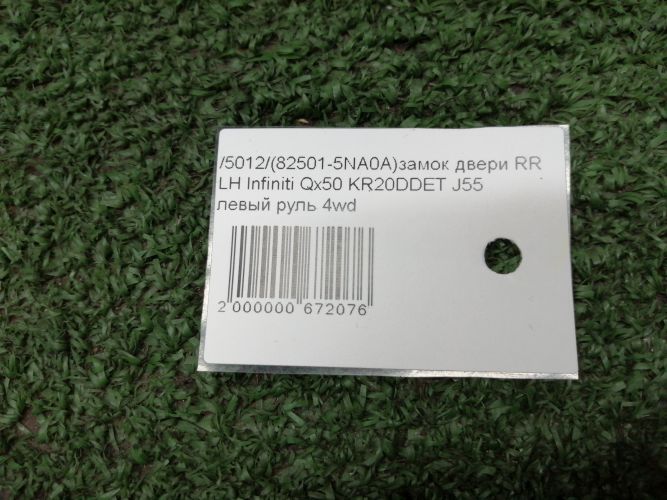 /5012/(82501-5NA0A)замок двери RR
LH Infiniti Qx50 KR20DDET J55
левый руль 4wd
2 000000 672076